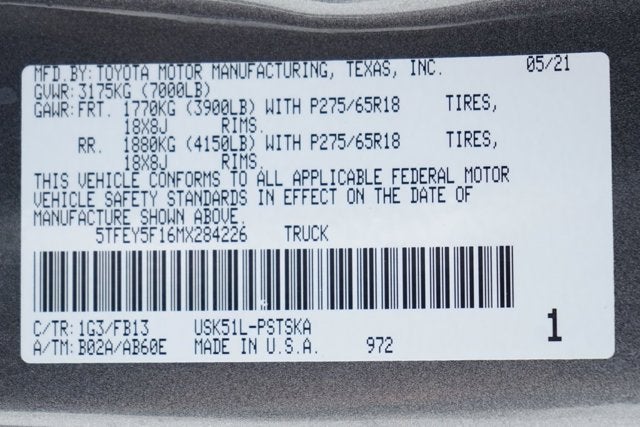 MFD.BY:TOYOTA MOTOR MANUFACTURING, TEXAS, INC. 05/21
GVWR:3175KG (7000LB)
GAWR:FRT. 1770KG (3900LB) WITH P275/65R18 TIRES,
18X8J RIMS.
RR. 1880KG (4150LB) WITH P275/65R18 TIRES,
18X8J RIMS.
THIS VEHICLE CONFORMS TO ALL APPLICABLE FEDERAL MOTOR
VEHICLE SAFETY STANDARDS IN EFFECT ON THE DATE OF
MANUFACTURE SHOWN ABOVE.
5TFEY5F16MX284226 TRUCK
C/TR:1G3/FB13 USK51L-PSTSKA
A/TM:B02A/AB60E MADE IN U.S.A. 972
1